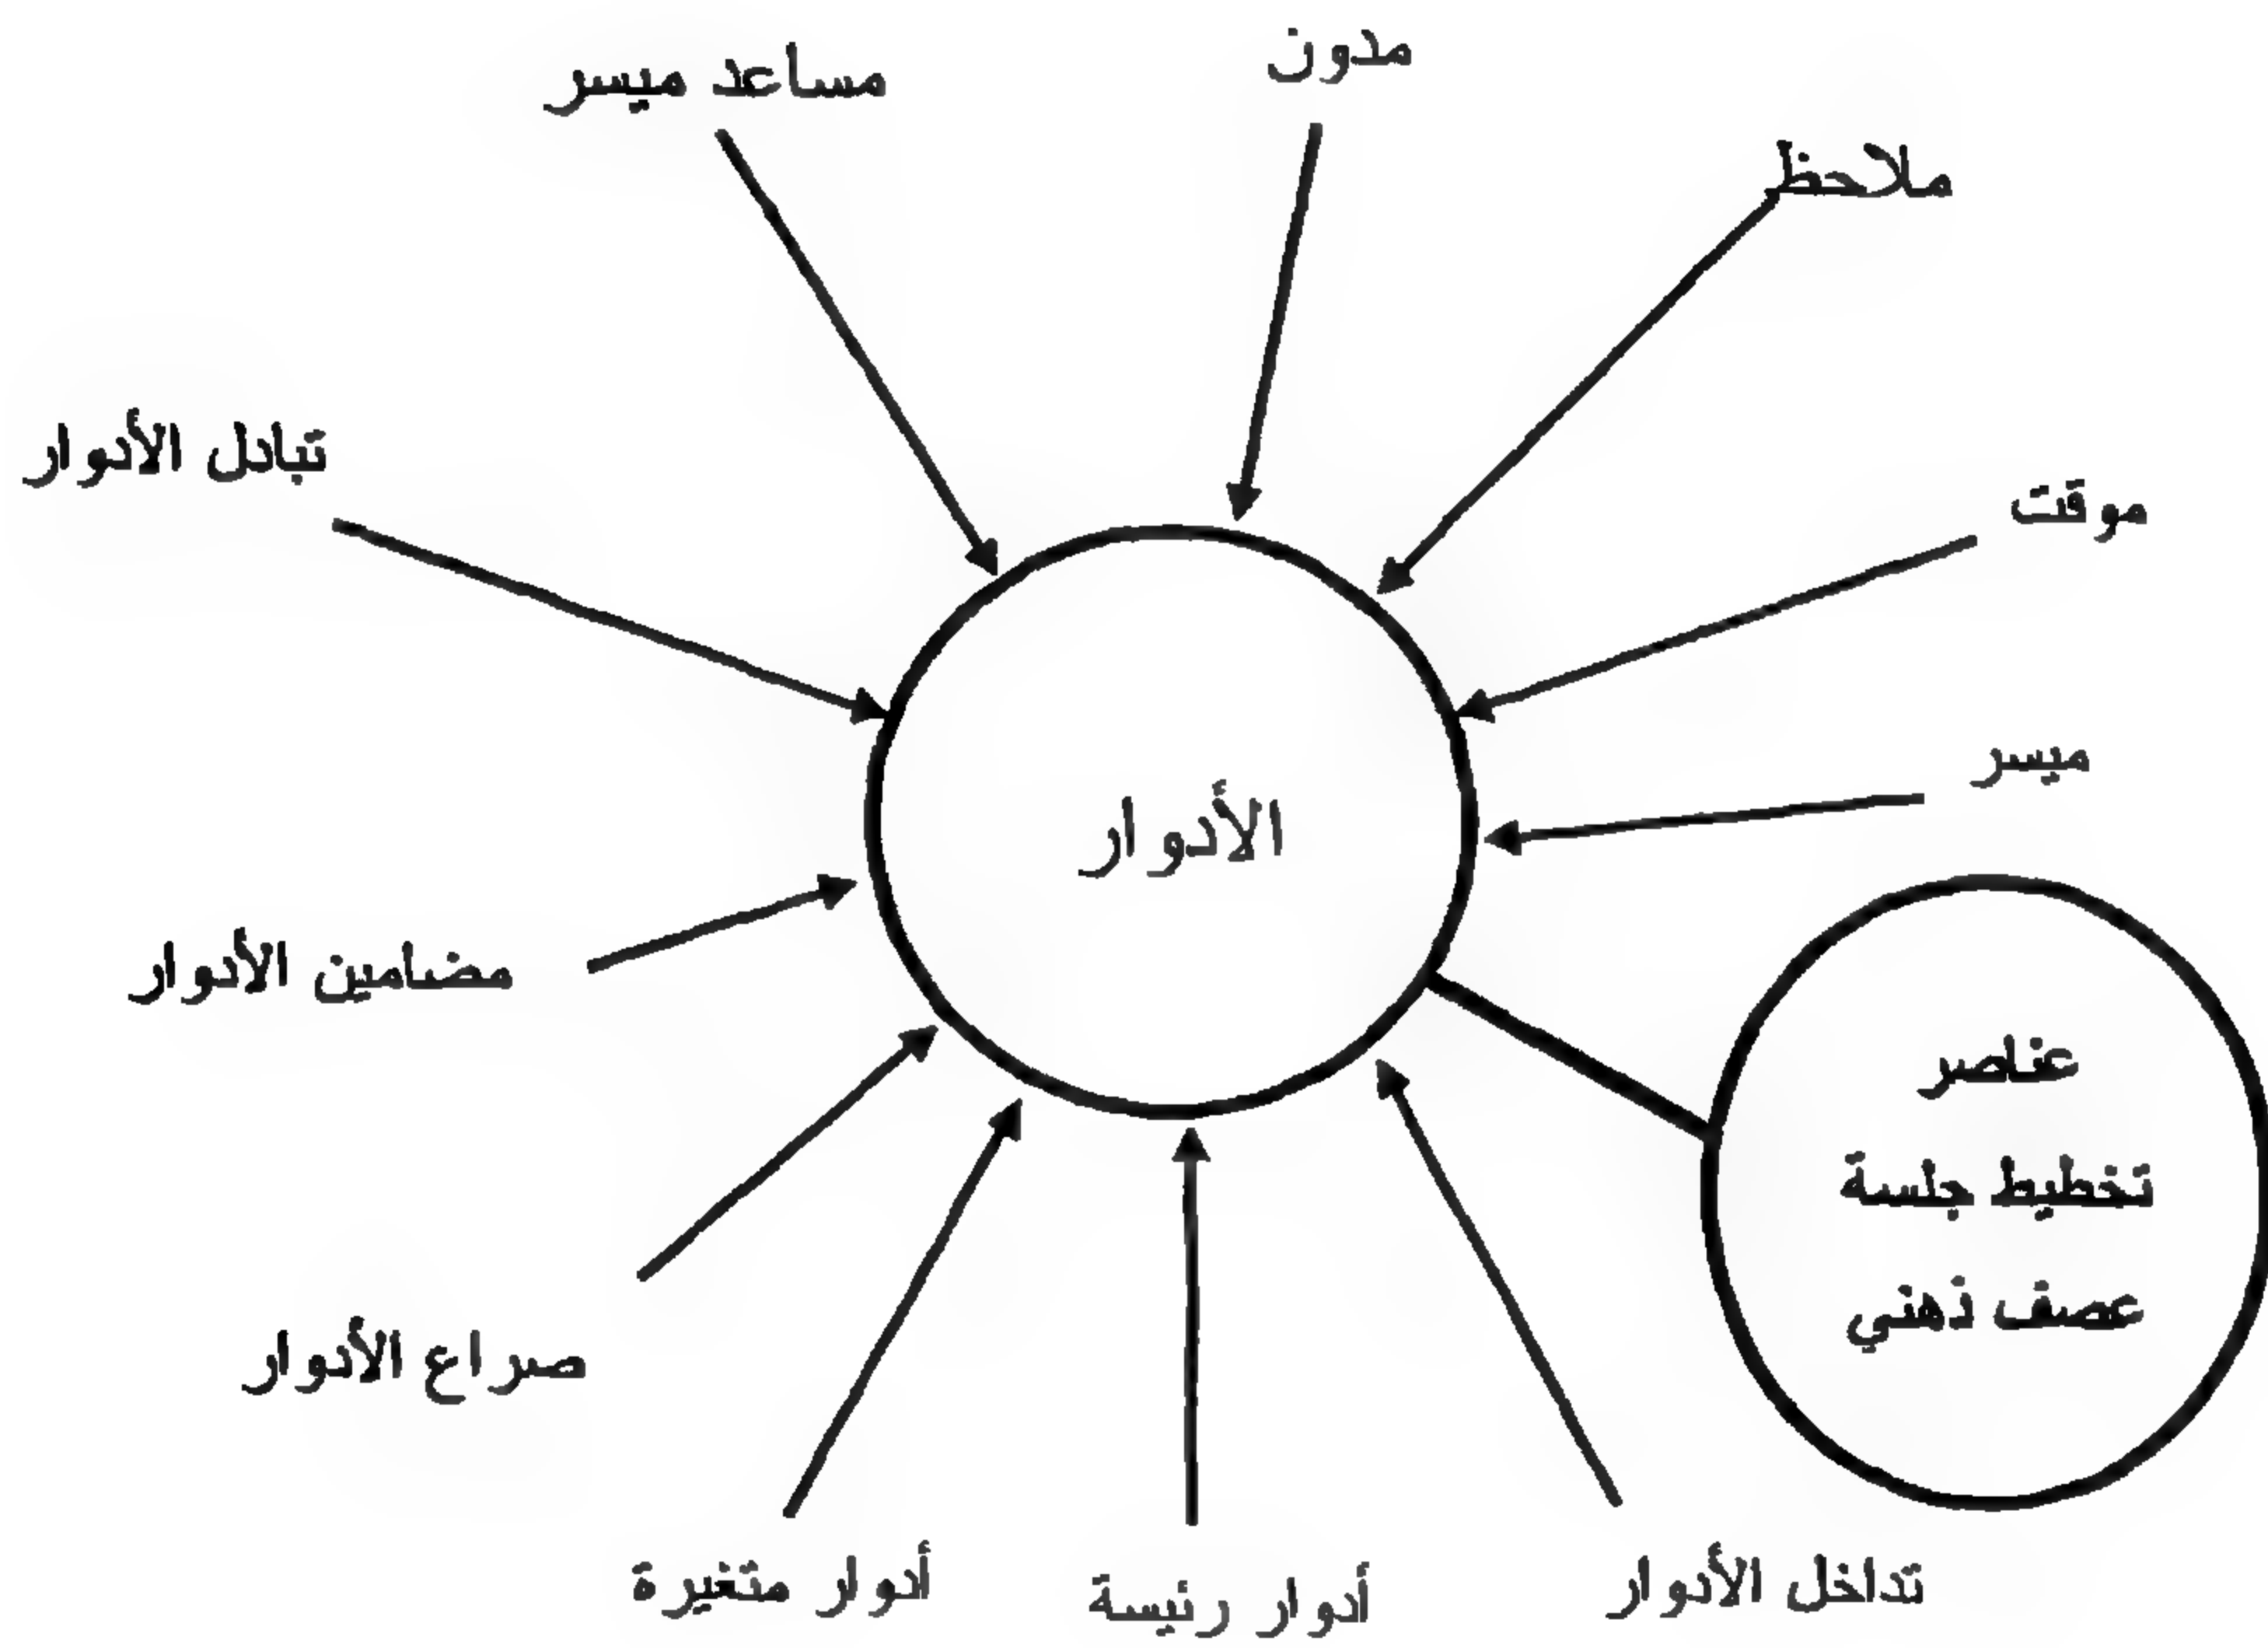 مدون
مساعد ميسر
ملاحظ
تبادل الأدوار
موقت
ميسر
الأدوار
مضامين الأدوار
عناصر
تخطيط جلسة
عصف ذهني
صراع الأدوار
تداخل الأدوار
أدوار رئيسة
أدوار متغيرة